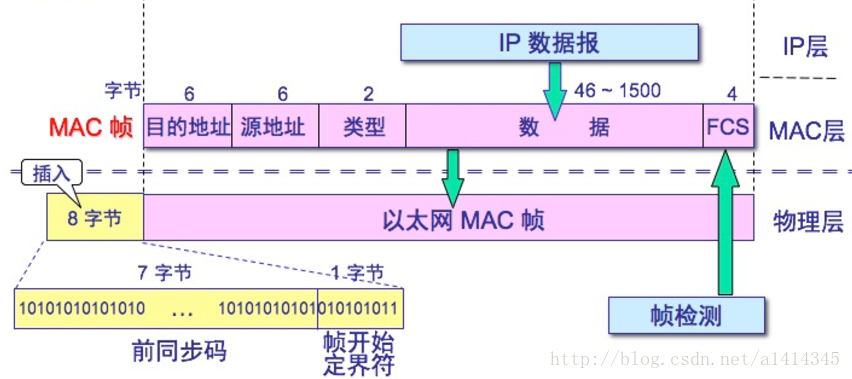 IP 数据报
IP层
字节
6
6
2
46 ~ 1500
4
MAC 帧
目的地址
源地址
类型
数 据
FCS
MAC层
插入
8 字节
以太网 MAC 帧
物理层
7 字节
1 字节
10101010101010 … 10101010101010101011
前同步码
帧开始
定界符
帧检测
http://blog.csdn.net/a1414345